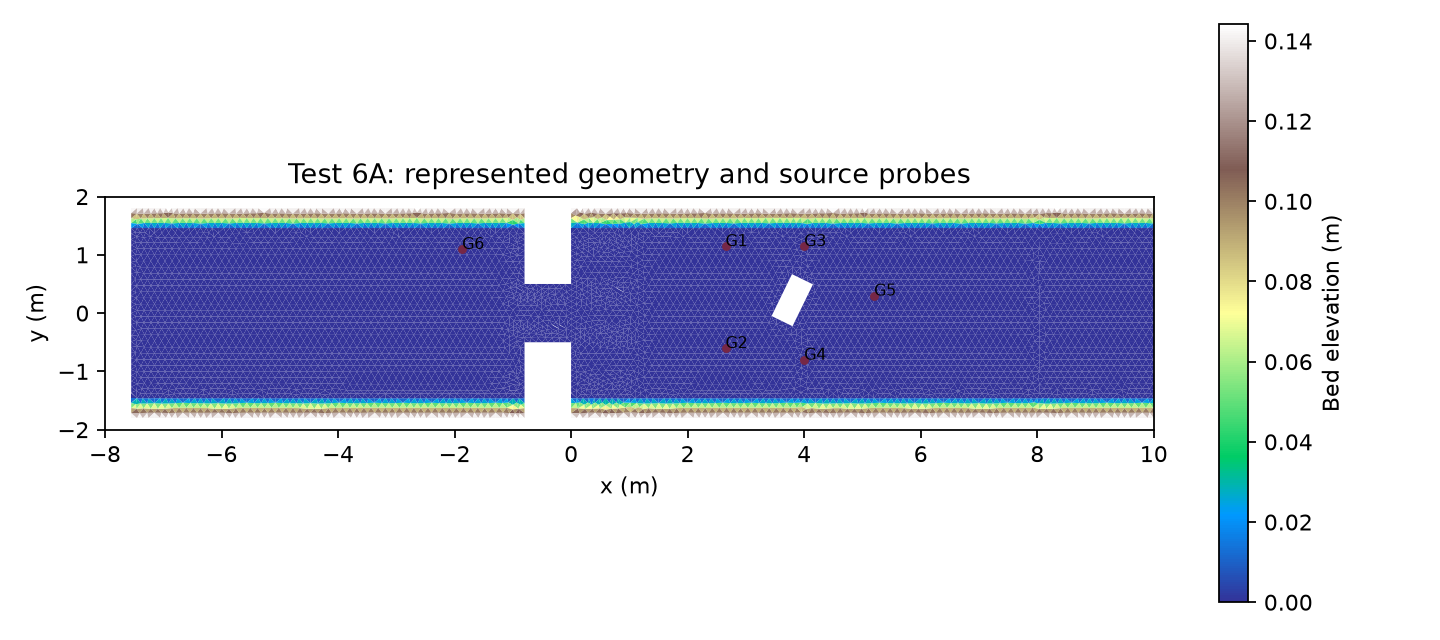 Test 6A: represented geometry and source probes
2
1
0
−1
−2
y (m)
G6
G1
G3
G5
G2
G4
−8
−6
−4
−2
0
2
4
6
8
10
x (m)
0.14
0.12
0.10
0.08
0.06
0.04
0.02
0.00
Bed elevation (m)